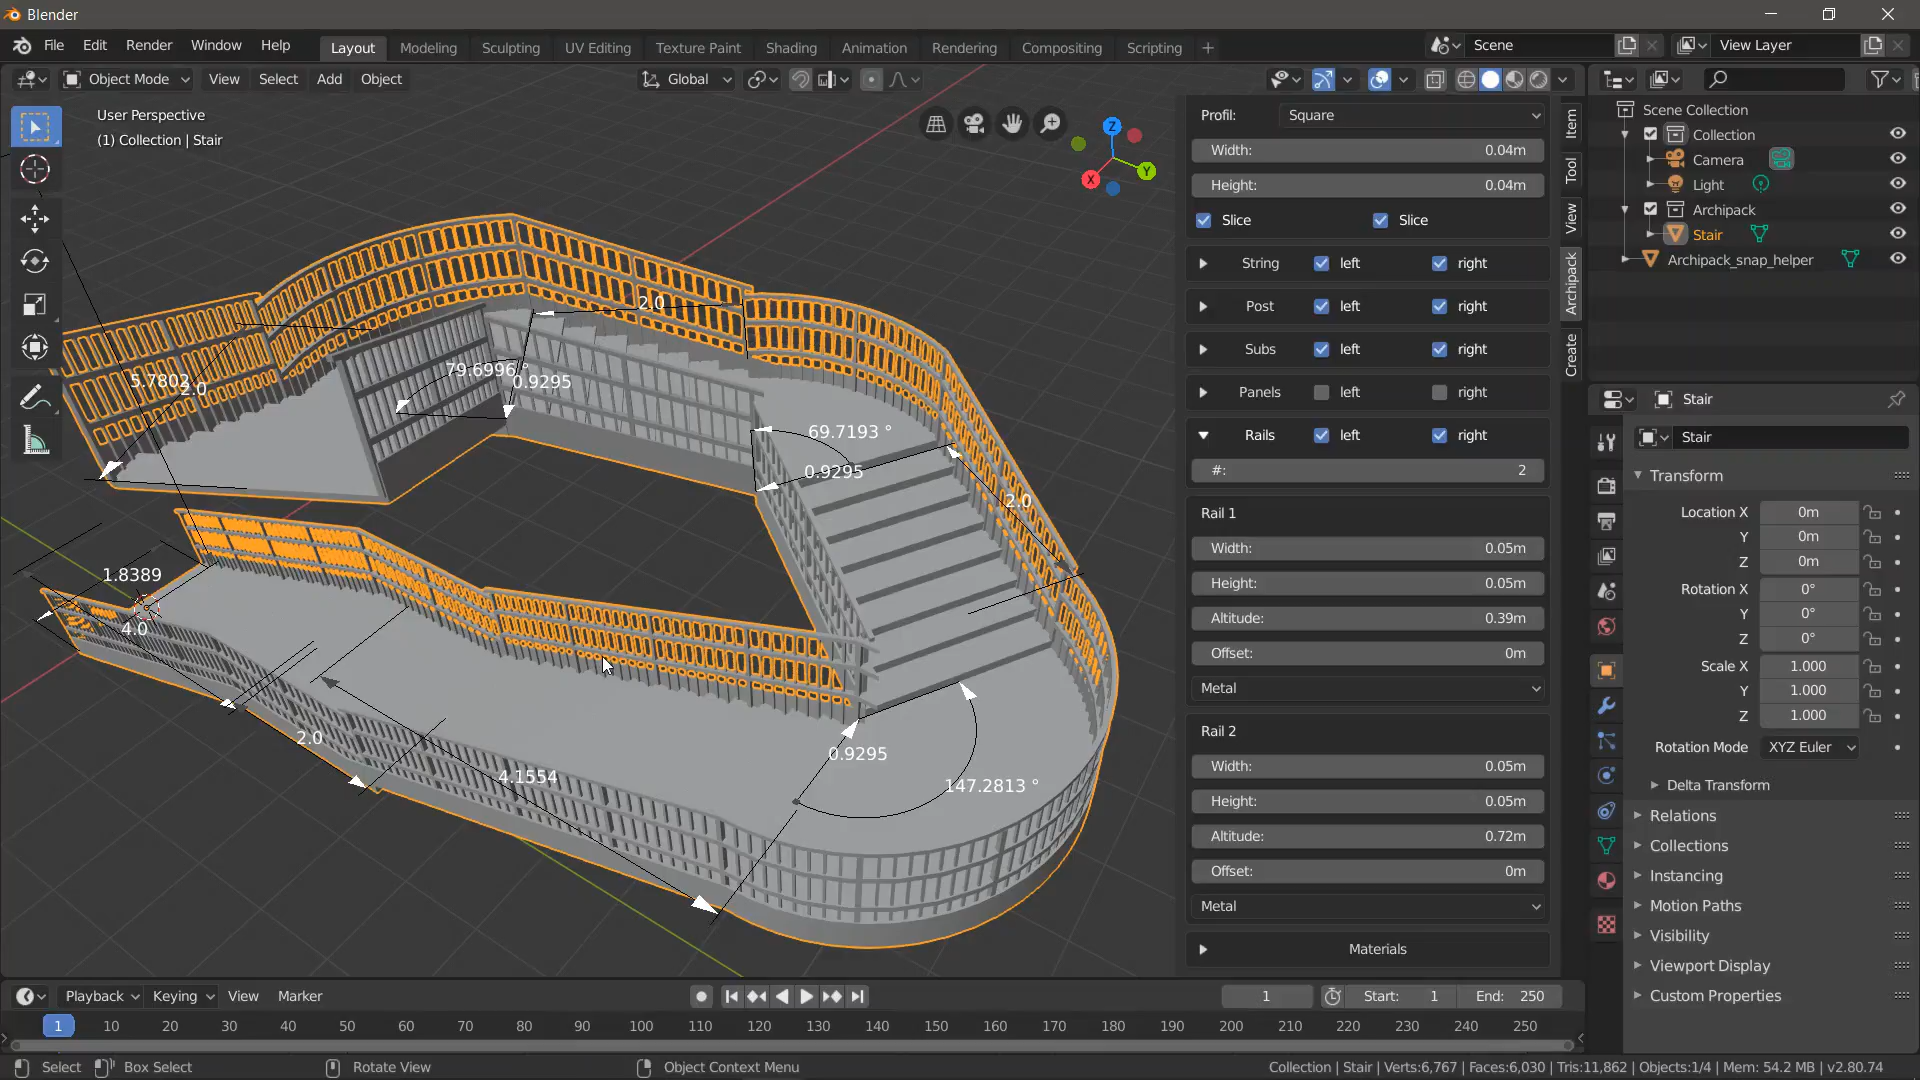 Blender
File Edit Render Window Help
Layout Modeling Sculpting UV Editing Texture Paint Shading Animation Rendering Compositing Scripting +
Scene
View Layer
Object Mode View Select Add Object
Global
User Perspective
(1) Collection | Stair
Z
Y
X
5.7802
2.0
79.6996 °
0.9295
2.0
69.7193 °
0.9295
2.0
1.8389
4.0
2.0
4.1554
0.9295
147.2813 °
Profil: Square
Width: 0.04m
Height: 0.04m
Slice Slice
String left right
Post left right
Subs left right
Panels left right
Rails left right
#: 2
Rail 1
Width: 0.05m
Height: 0.05m
Altitude: 0.39m
Offset: 0m
Metal
Rail 2
Width: 0.05m
Height: 0.05m
Altitude: 0.72m
Offset: 0m
Metal
Materials
Item
Tool
View
Archipack
Create
Scene Collection
Collection
Camera
Light
Archipack
Stair
Archipack_snap_helper
Stair
Stair
Transform
Location X 0m
Y 0m
Z 0m
Rotation X 0°
Y 0°
Z 0°
Scale X 1.000
Y 1.000
Z 1.000
Rotation Mode XYZ Euler
Delta Transform
Relations
Collections
Instancing
Motion Paths
Visibility
Viewport Display
Custom Properties
Playback Keying View Marker
1 Start: 1 End: 250
1 10 20 30 40 50 60 70 80 90 100 110 120 130 140 150 160 170 180 190 200 210 220 230 240 250
Select Box Select Rotate View Object Context Menu
Collection | Stair | Verts:6,767 | Faces:6,030 | Tris:11,862 | Objects:1/4 | Mem: 54.2 MB | v2.80.74